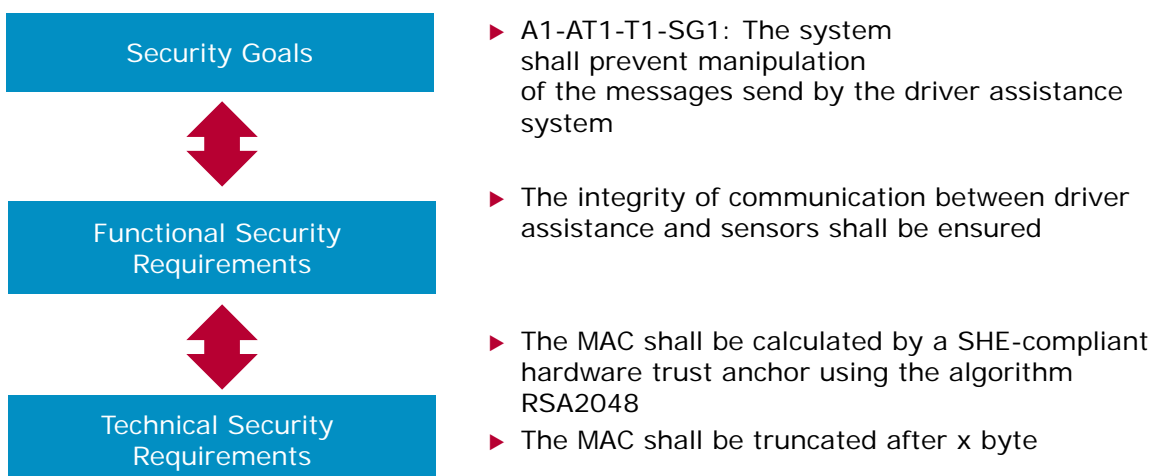 Security Goals
▶ A1-AT1-T1-SG1: The system
shall prevent manipulation
of the messages send by the driver assistance
system
Functional Security
Requirements
▶ The integrity of communication between driver
assistance and sensors shall be ensured
Technical Security
Requirements
▶ The MAC shall be calculated by a SHE-compliant
hardware trust anchor using the algorithm
RSA2048
▶ The MAC shall be truncated after x byte